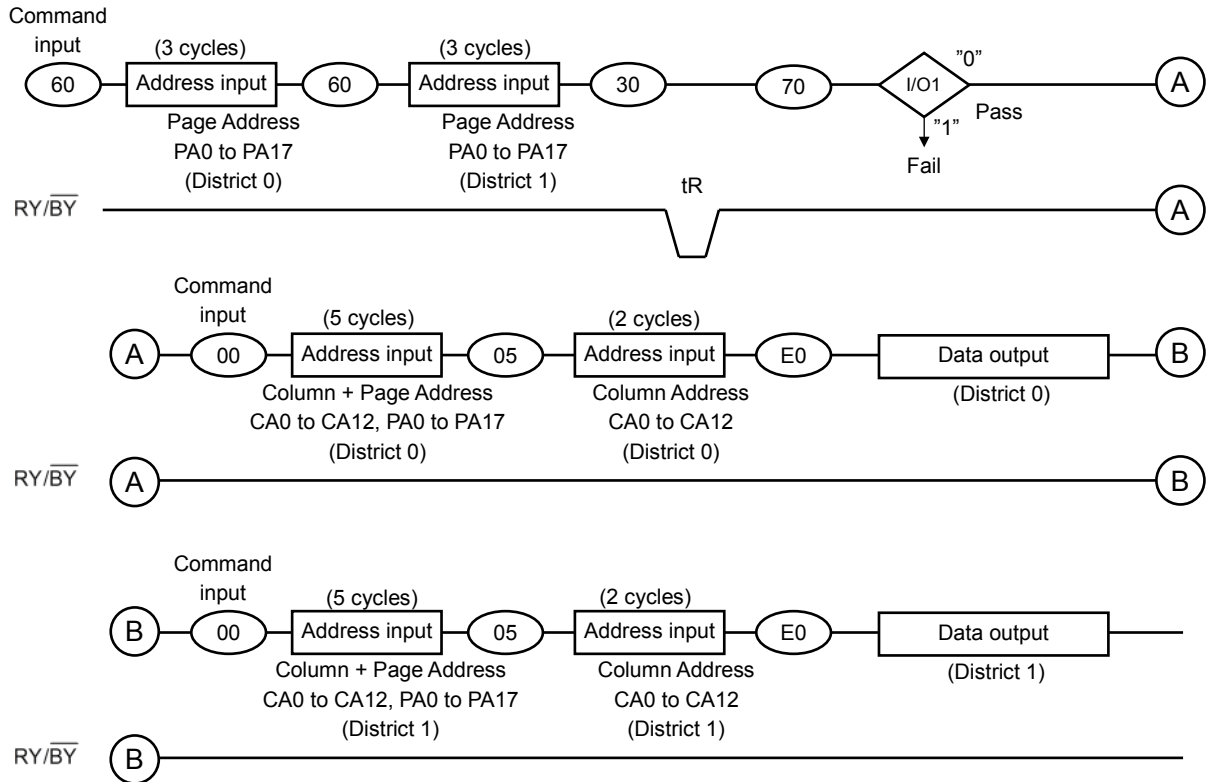 Command
input
(3 cycles) (3 cycles)
60 Address input 60 Address input 30 70 I/O1 ”0” A
Page Address Page Address ”1” Pass
PA0 to PA17 PA0 to PA17 Fail
(District 0) (District 1)
tR
RY/BY A
Command
input
(5 cycles) (2 cycles)
A 00 Address input 05 Address input E0 Data output B
Column + Page Address Column Address (District 0)
CA0 to CA12, PA0 to PA17 CA0 to CA12
(District 0) (District 0)
RY/BY A B
Command
input
(5 cycles) (2 cycles)
B 00 Address input 05 Address input E0 Data output
Column + Page Address Column Address (District 1)
CA0 to CA12, PA0 to PA17 CA0 to CA12
(District 1) (District 1)
RY/BY B